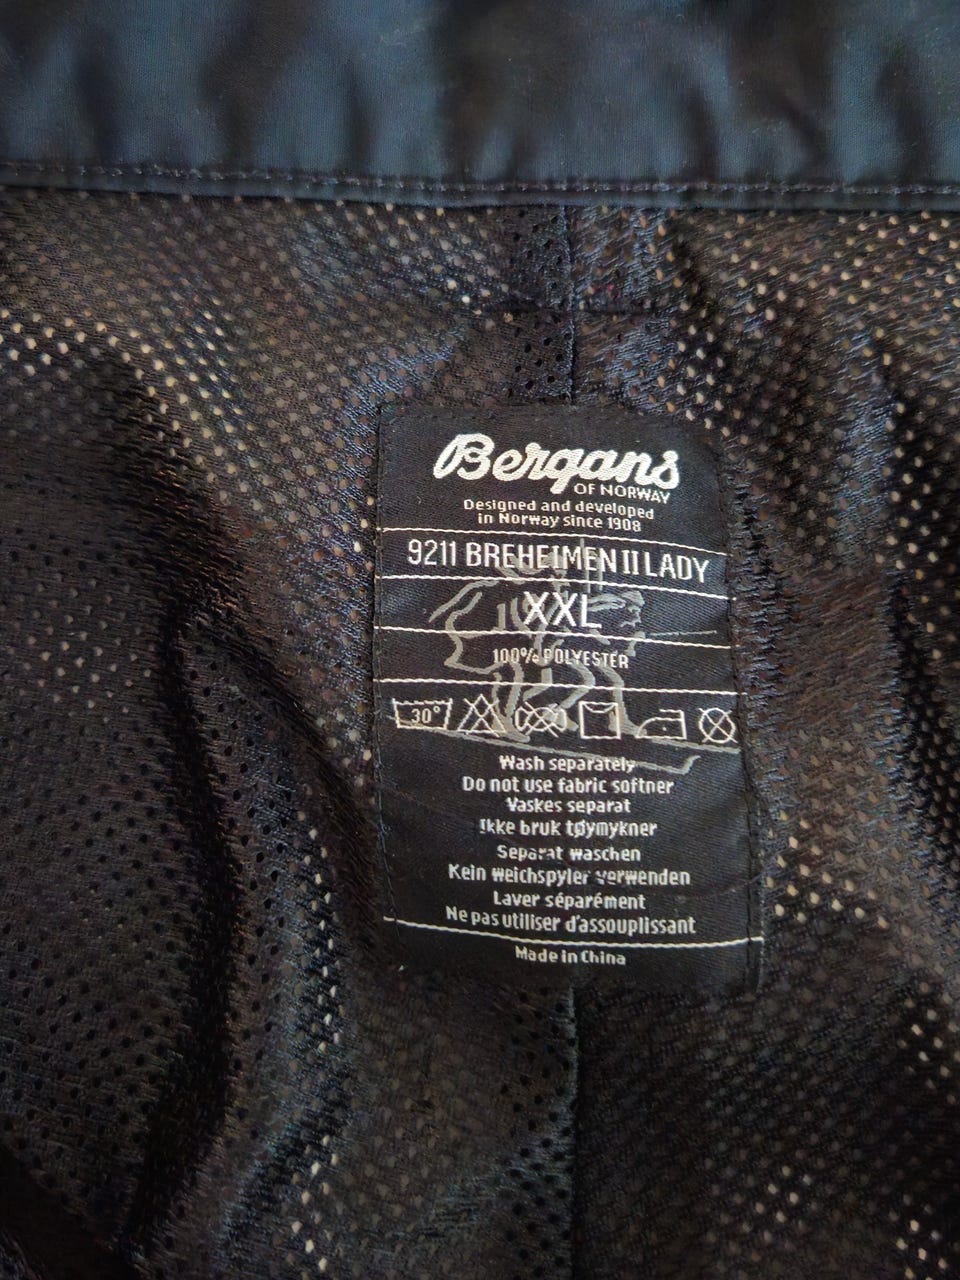 Bergans
OF NORWAY
Designed and developed
in Norway since 1908
9211 BREHEIMEN II LADY
XXL
100% POLYESTER
30°
Wash separately
Do not use fabric softner
Vaskes separat
Ikke bruk tøymykner
Separat waschen
Kein weichspyler verwenden
Laver séparément
Ne pas utiliser d'assouplissant
Made in China